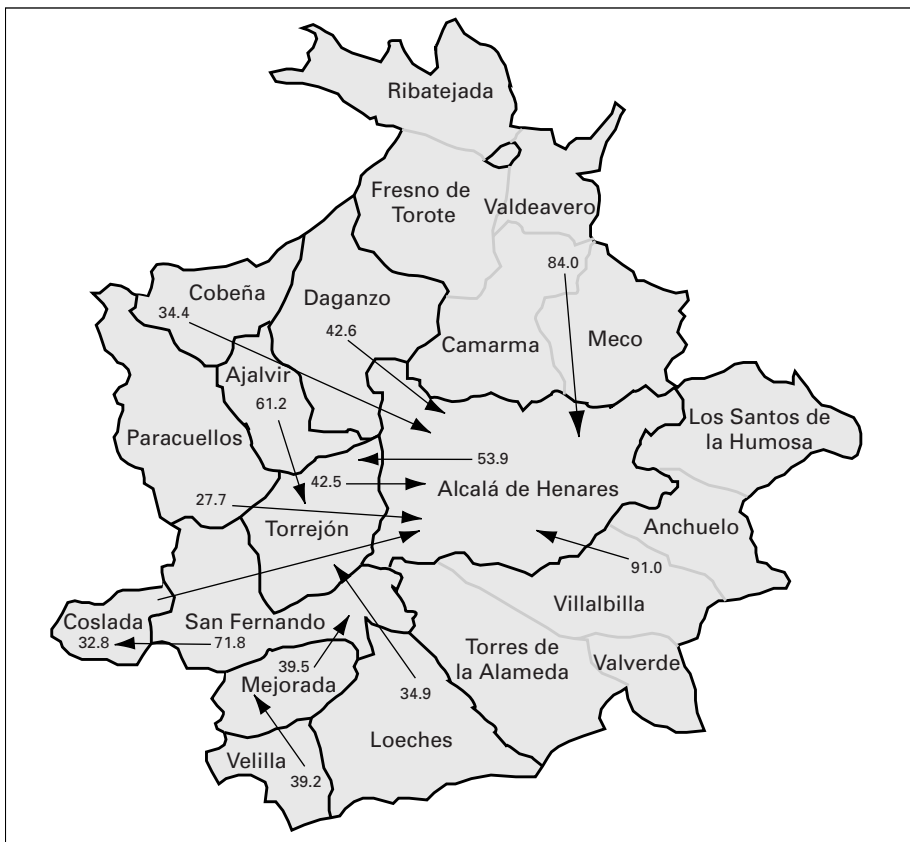 Ribatejada
Fresno de
Torote
Valdeavero
84.0
Cobeña
34.4
Daganzo
42.6
Camarma
Meco
Ajalvir
61.2
Los Santos de
la Humosa
Paracuellos
53.9
42.5
Alcalá de Henares
27.7
Torrejón
Anchuelo
91.0
Villalbilla
Coslada
32.8
San Fernando
71.8
39.5
Mejorada
34.9
Torres de
la Alameda
Valverde
Loeches
Velilla
39.2